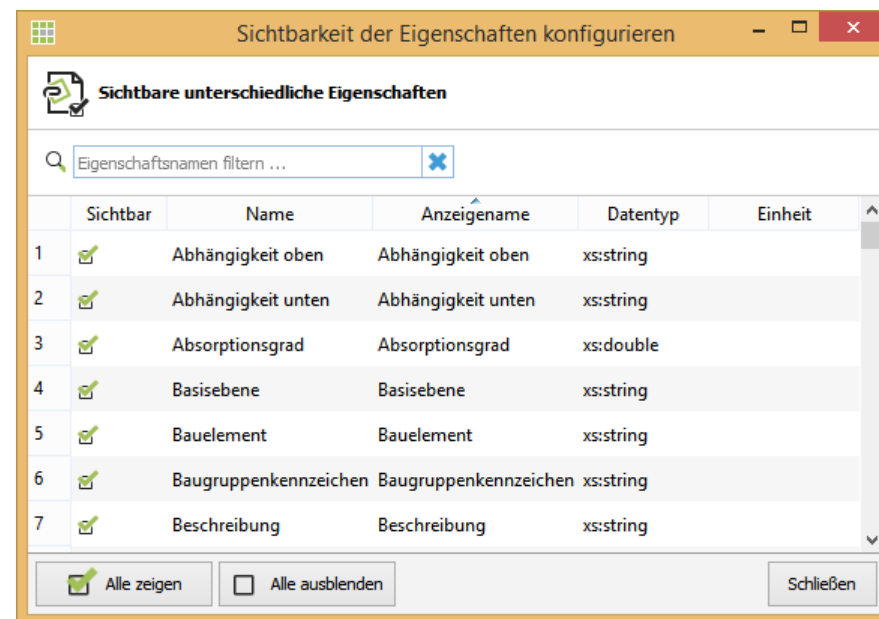 Sichtbarkeit der Eigenschaften konfigurieren
Sichtbare unterschiedliche Eigenschaften
Eigenschaftsnamen filtern ...
Sichtbar Name Anzeigename Datentyp Einheit
1 Abhängigkeit oben Abhängigkeit oben xs:string
2 Abhängigkeit unten Abhängigkeit unten xs:string
3 Absorptionsgrad Absorptionsgrad xs:double
4 Basisebene Basisebene xs:string
5 Bauelement Bauelement xs:string
6 Baugruppenkennzeichen Baugruppenkennzeichen xs:string
7 Beschreibung Beschreibung xs:string
Alle zeigen Alle ausblenden Schließen